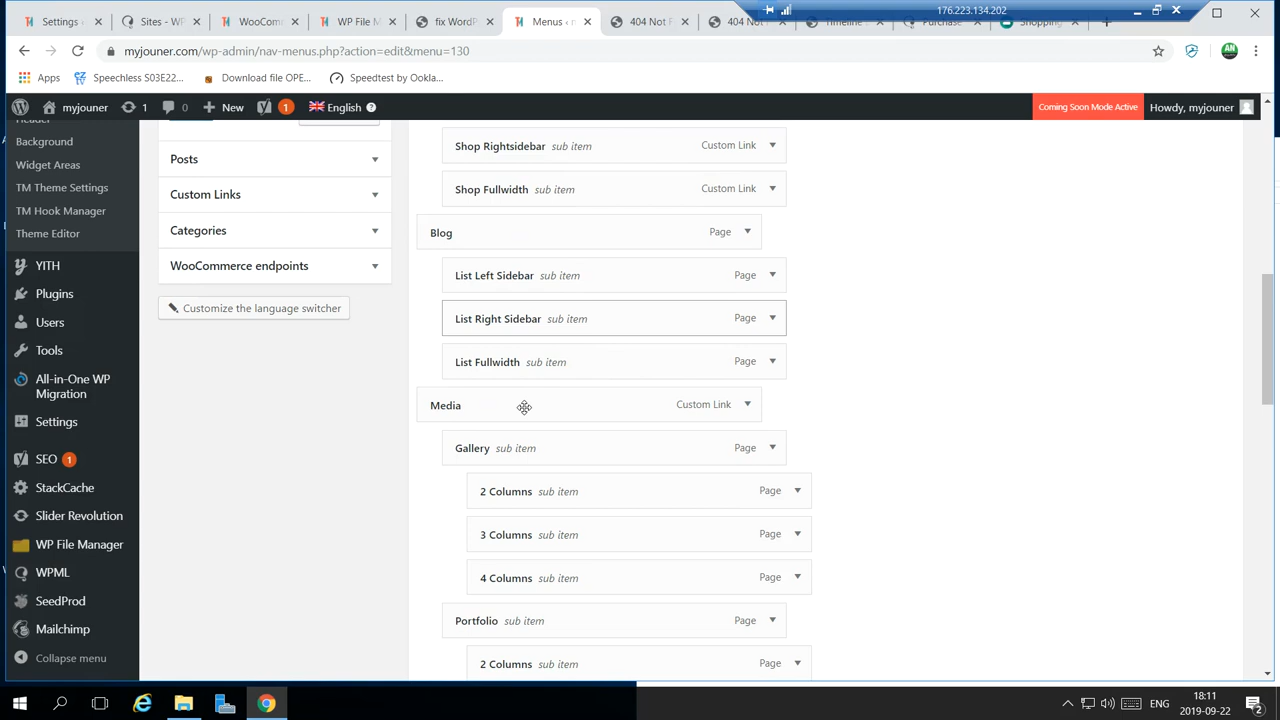 176.223.134.202
Settings
Sites - WP
WooComm
WP File M
fix WordP
Menus ‹ m
404 Not F
404 Not F
Timeline
Purchase
Shopping
myjouner.com/wp-admin/nav-menus.php?action=edit&menu=130
AN
Apps
Speechless S03E22...
Download file OPE...
Speedtest by Ookla...
myjouner
1
0
New
1
English
Coming Soon Mode Active
Howdy, myjouner
Header
Background
Widget Areas
TM Theme Settings
TM Hook Manager
Theme Editor
YITH
Plugins
Users
Tools
All-in-One WP
Migration
Settings
SEO 1
StackCache
Slider Revolution
WP File Manager
WPML
SeedProd
Mailchimp
Collapse menu
Posts
Custom Links
Categories
WooCommerce endpoints
Customize the language switcher
Shop Rightsidebar sub item Custom Link
Shop Fullwidth sub item Custom Link
Blog Page
List Left Sidebar sub item Page
List Right Sidebar sub item Page
List Fullwidth sub item Page
Media Custom Link
Gallery sub item Page
2 Columns sub item Page
3 Columns sub item Page
4 Columns sub item Page
Portfolio sub item Page
2 Columns sub item Page
ENG
18:11
2019-09-22
2